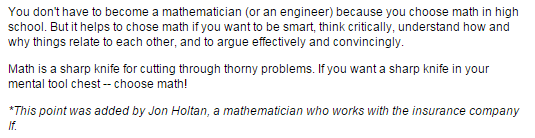 You don't have to become a mathematician (or an engineer) because you choose math in high
school. But it helps to chose math if you want to be smart, think critically, understand how and
why things relate to each other, and to argue effectively and convincingly.
Math is a sharp knife for cutting through thorny problems. If you want a sharp knife in your
mental tool chest -- choose math!
*This point was added by Jon Holtan, a mathematician who works with the insurance company
If.